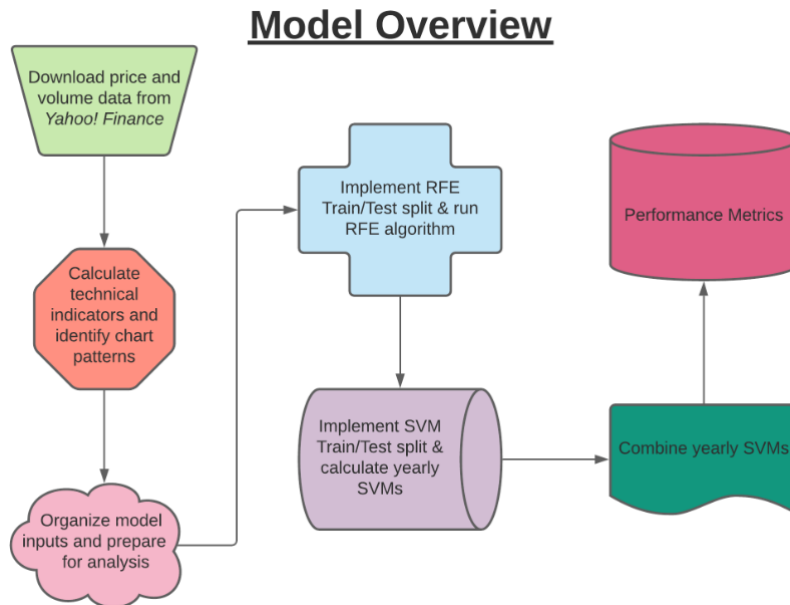 Model Overview
Download price and
volume data from
Yahoo! Finance
Calculate
technical
indicators and
identify chart
patterns
Organize model
inputs and prepare
for analysis
Implement RFE
Train/Test split & run
RFE algorithm
Implement SVM
Train/Test split &
calculate yearly
SVMs
Combine yearly SVMs
Performance Metrics